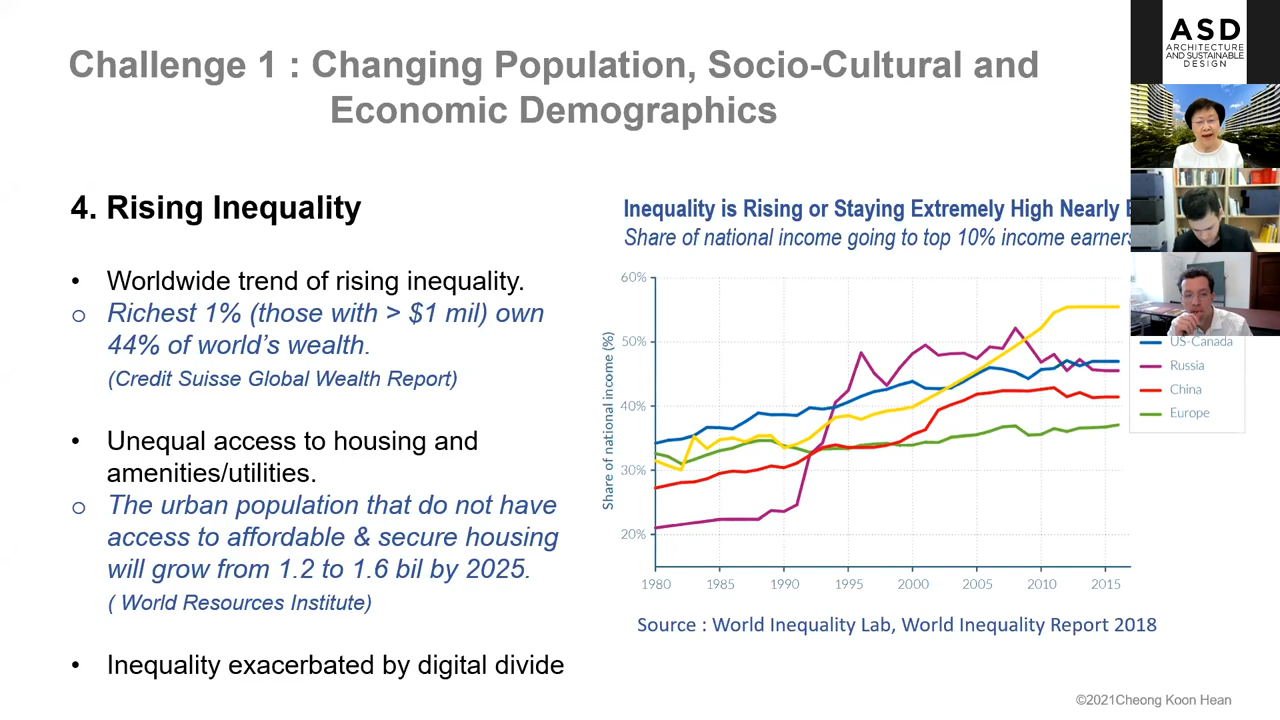 Challenge 1 : Changing Population, Socio-Cultural and
Economic Demographics
ASD
ARCHITECTURE
AND SUSTAINABLE
DESIGN
4. Rising Inequality
• Worldwide trend of rising inequality.
o Richest 1% (those with > $1 mil) own
44% of world’s wealth.
(Credit Suisse Global Wealth Report)
• Unequal access to housing and
amenities/utilities.
o The urban population that do not have
access to affordable & secure housing
will grow from 1.2 to 1.6 bil by 2025.
( World Resources Institute)
• Inequality exacerbated by digital divide
Inequality is Rising or Staying Extremely High Nearly
Share of national income going to top 10% income earners
Share of national income (%)
60%
50%
40%
30%
20%
1980 1985 1990 1995 2000 2005 2010 2015
US-Canada
Russia
China
Europe
Source : World Inequality Lab, World Inequality Report 2018
©2021Cheong Koon Hean